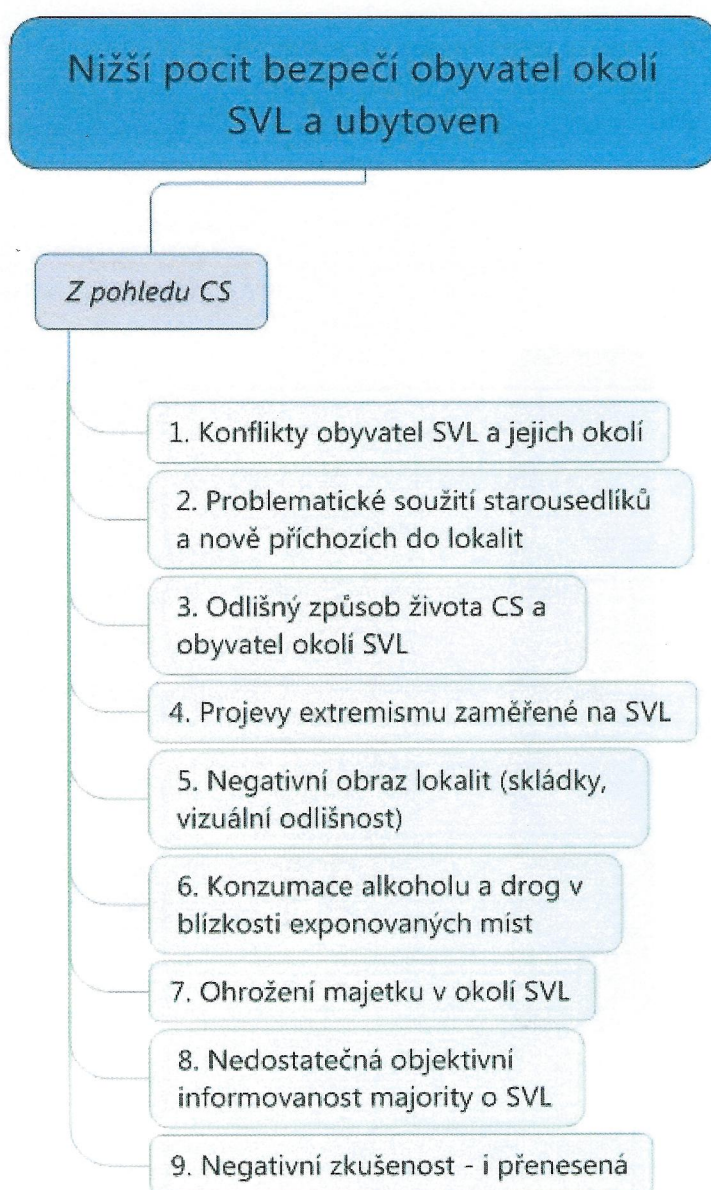 Nižší pocit bezpečí obyvatel okolí
SVL a ubytoven
Z pohledu CS
1. Konflikty obyvatel SVL a jejich okolí
2. Problematické soužití starousedlíků
a nově příchozích do lokalit
3. Odlišný způsob života CS a
obyvatel okolí SVL
4. Projevy extremismu zaměřené na SVL
5. Negativní obraz lokalit (skládky,
vizuální odlišnost)
6. Konzumace alkoholu a drog v
blízkosti exponovaných míst
7. Ohrožení majetku v okolí SVL
8. Nedostatečná objektivní
informovanost majority o SVL
9. Negativní zkušenost - i přenesená